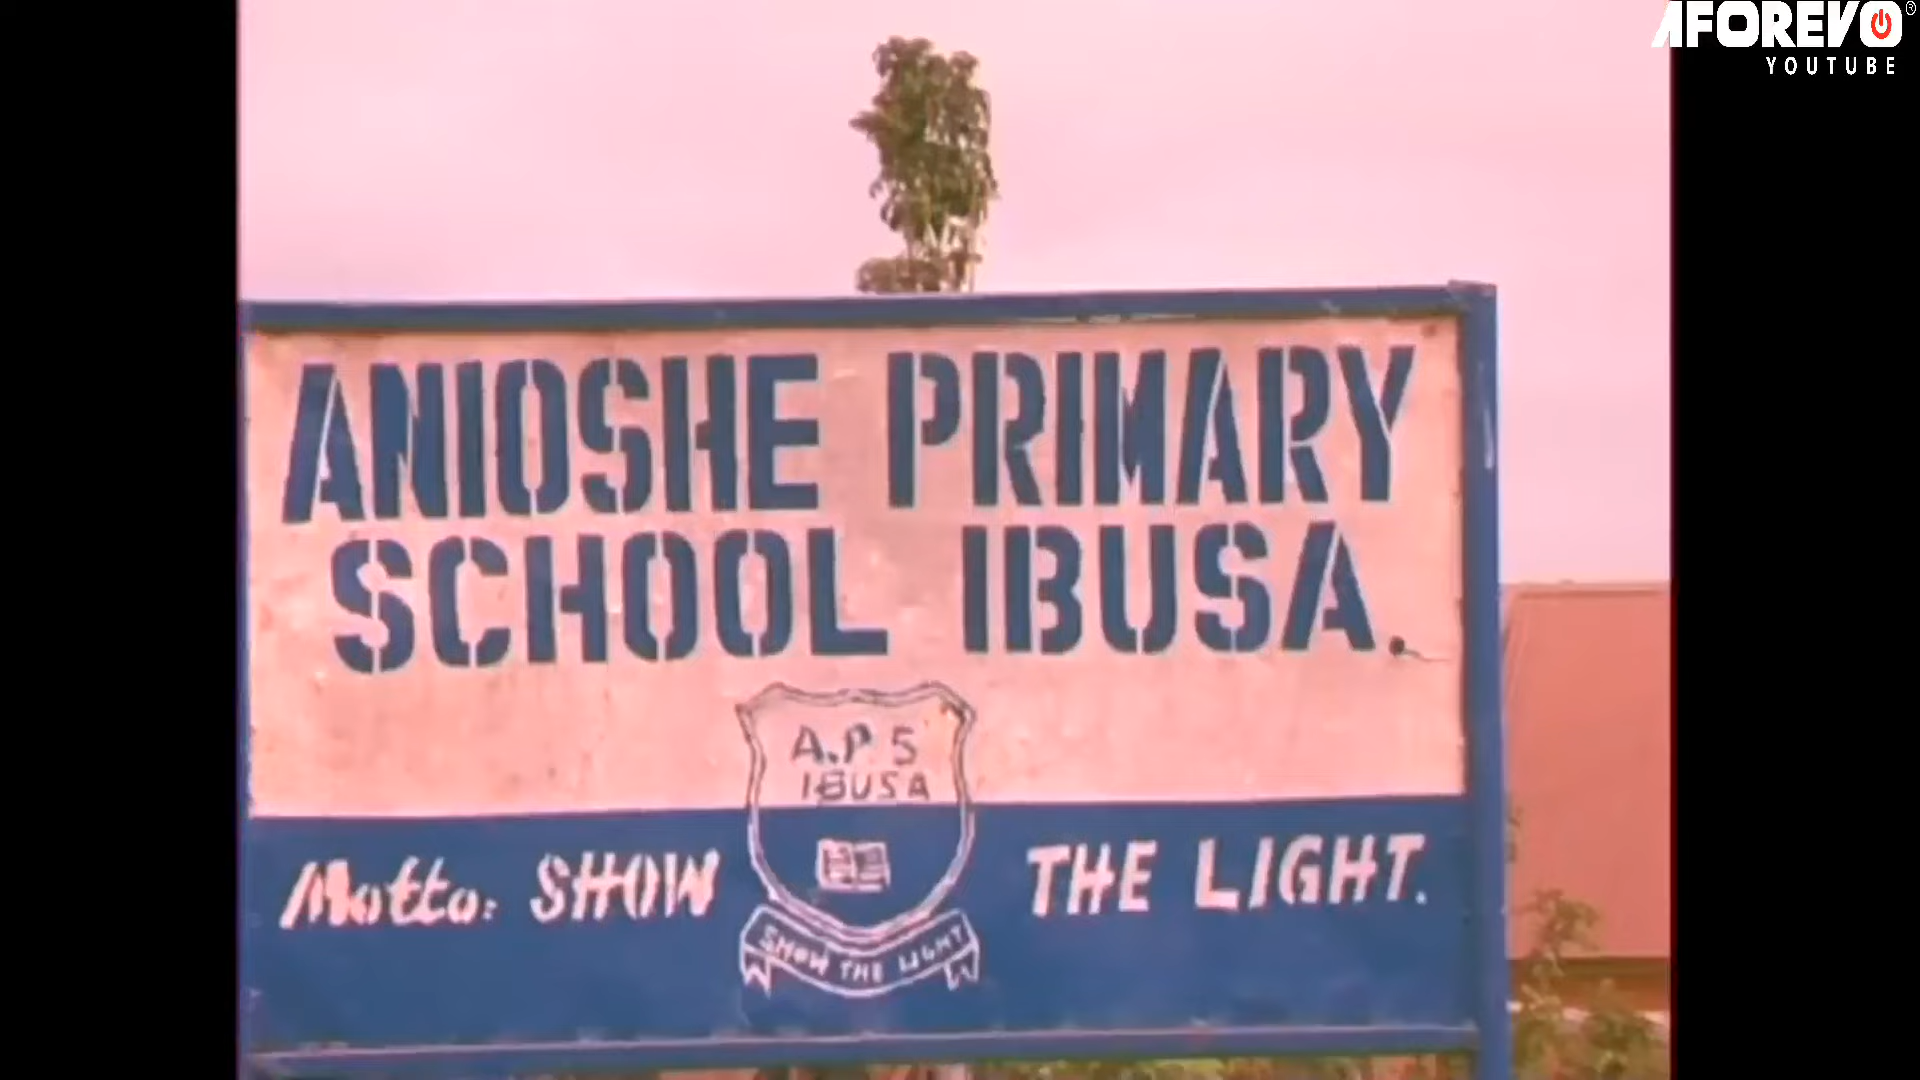 AFOREVO®
YOUTUBE
ANIOSHE PRIMARY
SCHOOL IBUSA.
A.P.S
IBUSA
Motto: SHOW THE LIGHT.
SHOW THE LIGHT